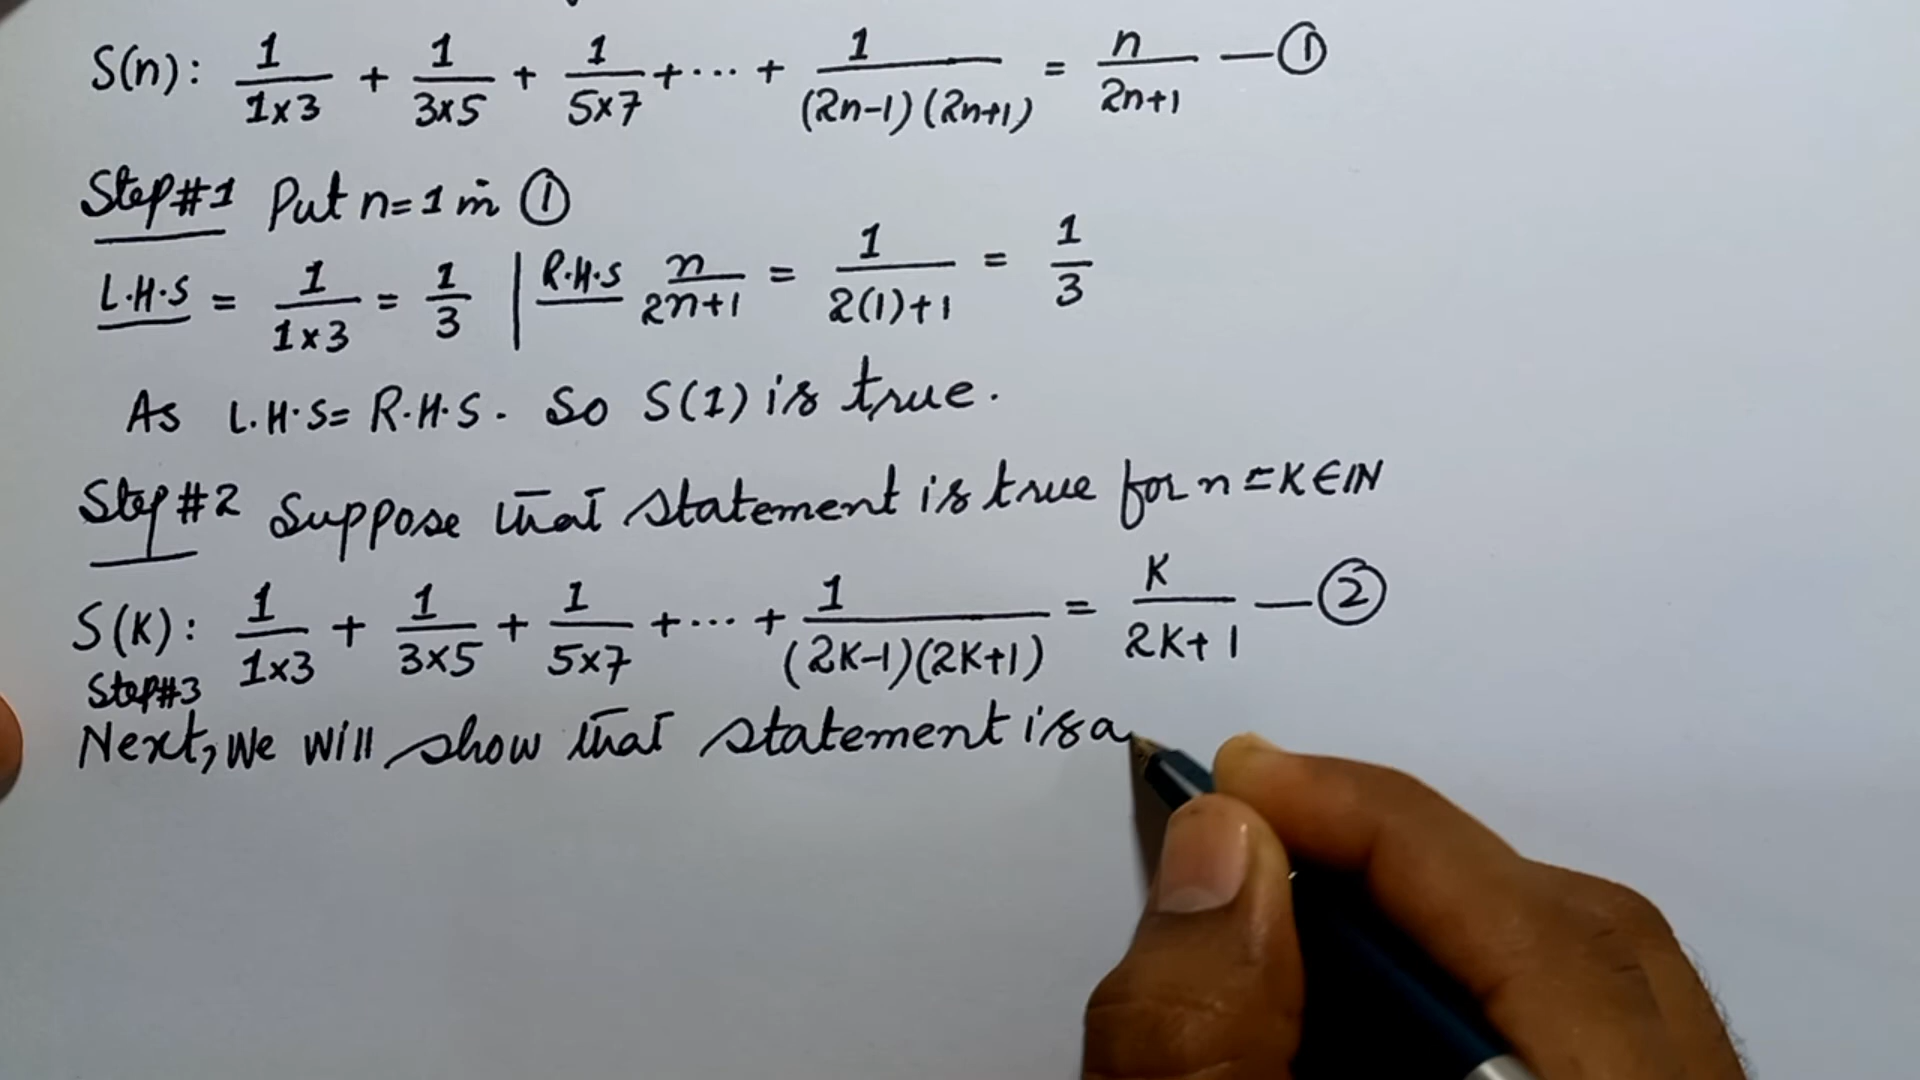 S(n): 1/(1×3) + 1/(3×5) + 1/(5×7) + ⋯ + 1/((2n-1)(2n+1)) = n/(2n+1) — ①
Step#1 Put n=1 in ①
L.H.S = 1/(1×3) = 1/3 | R.H.S n/(2n+1) = 1/(2(1)+1) = 1/3
As L.H.S = R.H.S. So S(1) is true.
Step#2 Suppose that statement is true for n=K∈ℕ
S(K): 1/(1×3) + 1/(3×5) + 1/(5×7) + ⋯ + 1/((2K-1)(2K+1)) = K/(2K+1) — ②
Step#3
Next, We will show that statement is a